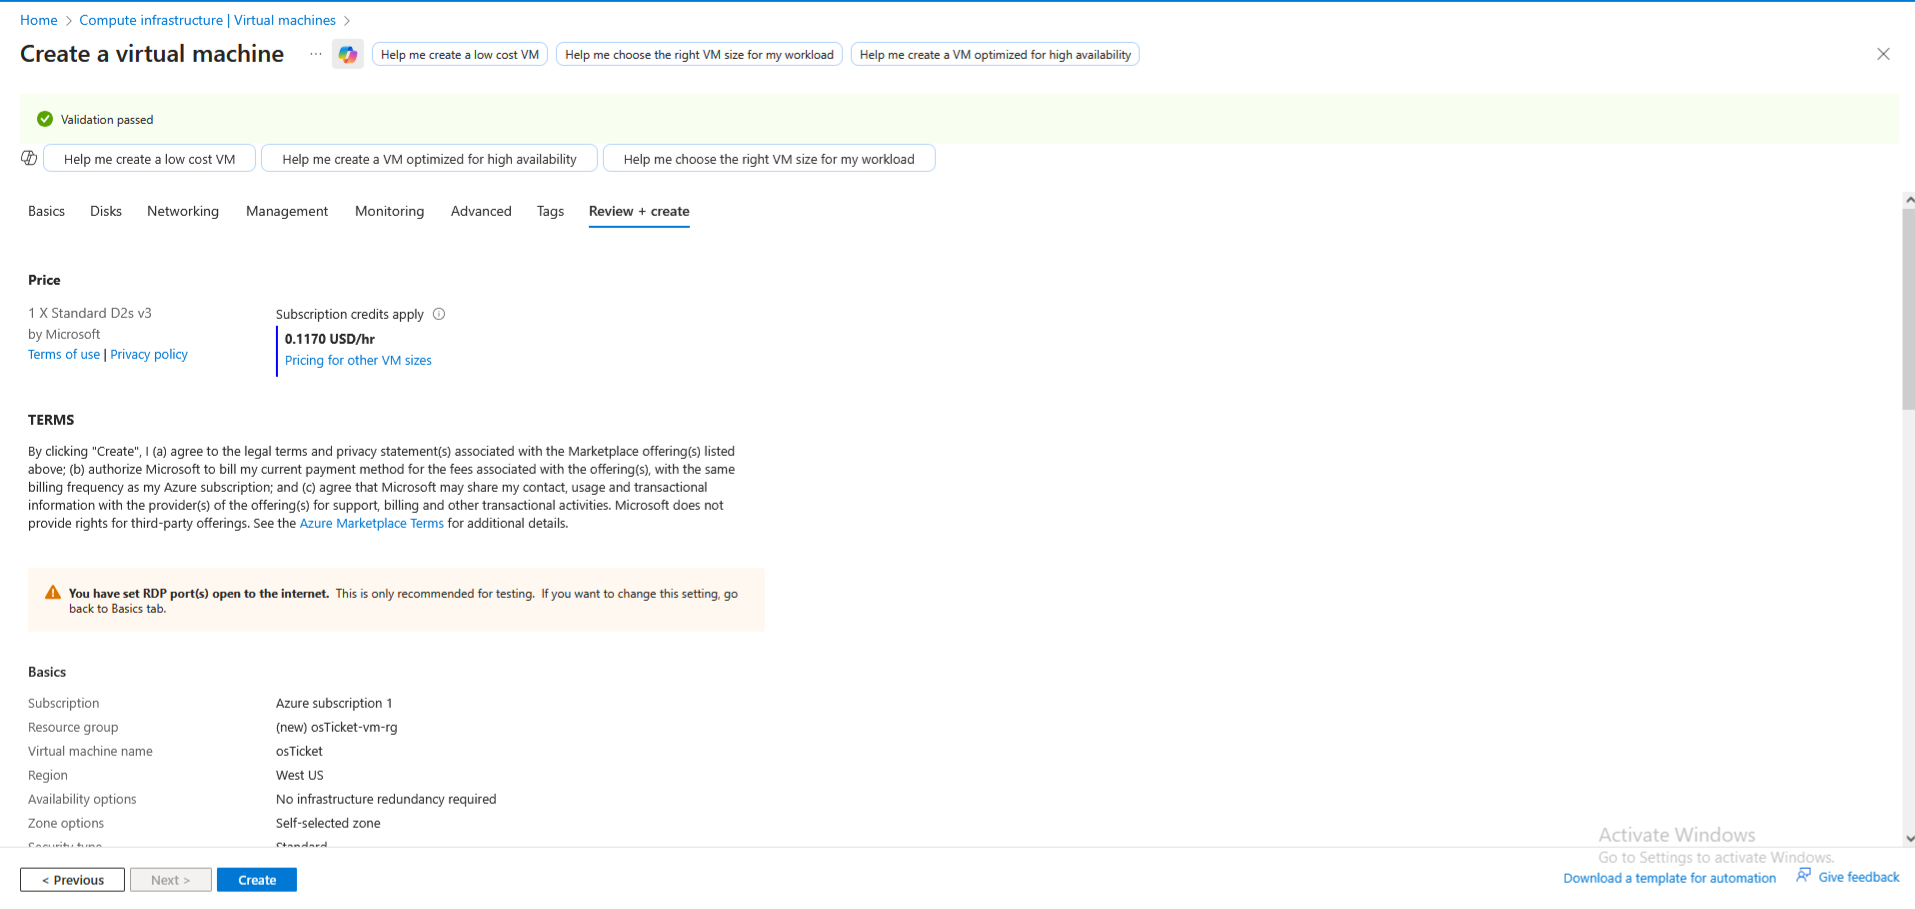 Home > Compute infrastructure | Virtual machines >
Create a virtual machine ... Help me create a low cost VM Help me choose the right VM size for my workload Help me create a VM optimized for high availability
Validation passed
Help me create a low cost VM Help me create a VM optimized for high availability Help me choose the right VM size for my workload
Basics Disks Networking Management Monitoring Advanced Tags Review + create
Price
1 X Standard D2s v3
by Microsoft
Terms of use | Privacy policy
Subscription credits apply
0.1170 USD/hr
Pricing for other VM sizes
TERMS
By clicking "Create", I (a) agree to the legal terms and privacy statement(s) associated with the Marketplace offering(s) listed
above; (b) authorize Microsoft to bill my current payment method for the fees associated with the offering(s), with the same
billing frequency as my Azure subscription; and (c) agree that Microsoft may share my contact, usage and transactional
information with the provider(s) of the offering(s) for support, billing and other transactional activities. Microsoft does not
provide rights for third-party offerings. See the Azure Marketplace Terms for additional details.
You have set RDP port(s) open to the internet. This is only recommended for testing. If you want to change this setting, go
back to Basics tab.
Basics
Subscription Azure subscription 1
Resource group (new) osTicket-vm-rg
Virtual machine name osTicket
Region West US
Availability options No infrastructure redundancy required
Zone options Self-selected zone
Security type Standard
Activate Windows
Go to Settings to activate Windows.
< Previous Next > Create Download a template for automation Give feedback